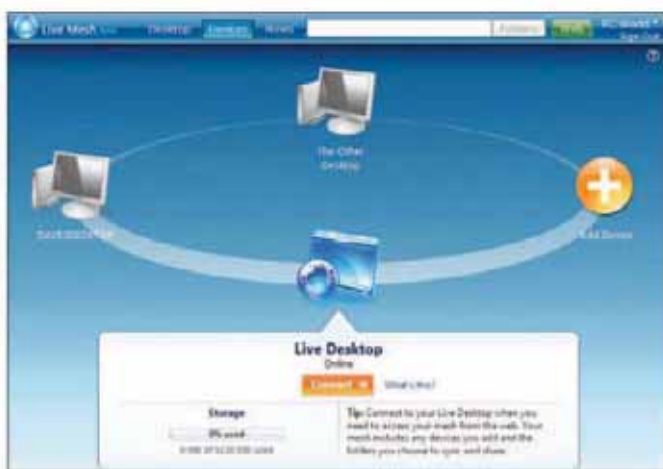 Live Mesh Desktop Devices News
Sign Out
The Other
Desktop
Add Device
Live Desktop
Online
Connect What's this?
Storage
0% used
Tip: Connect to your Live Desktop when you
need to access your mesh from the web. Your
mesh includes any devices you add and the
folders you choose to sync and share.